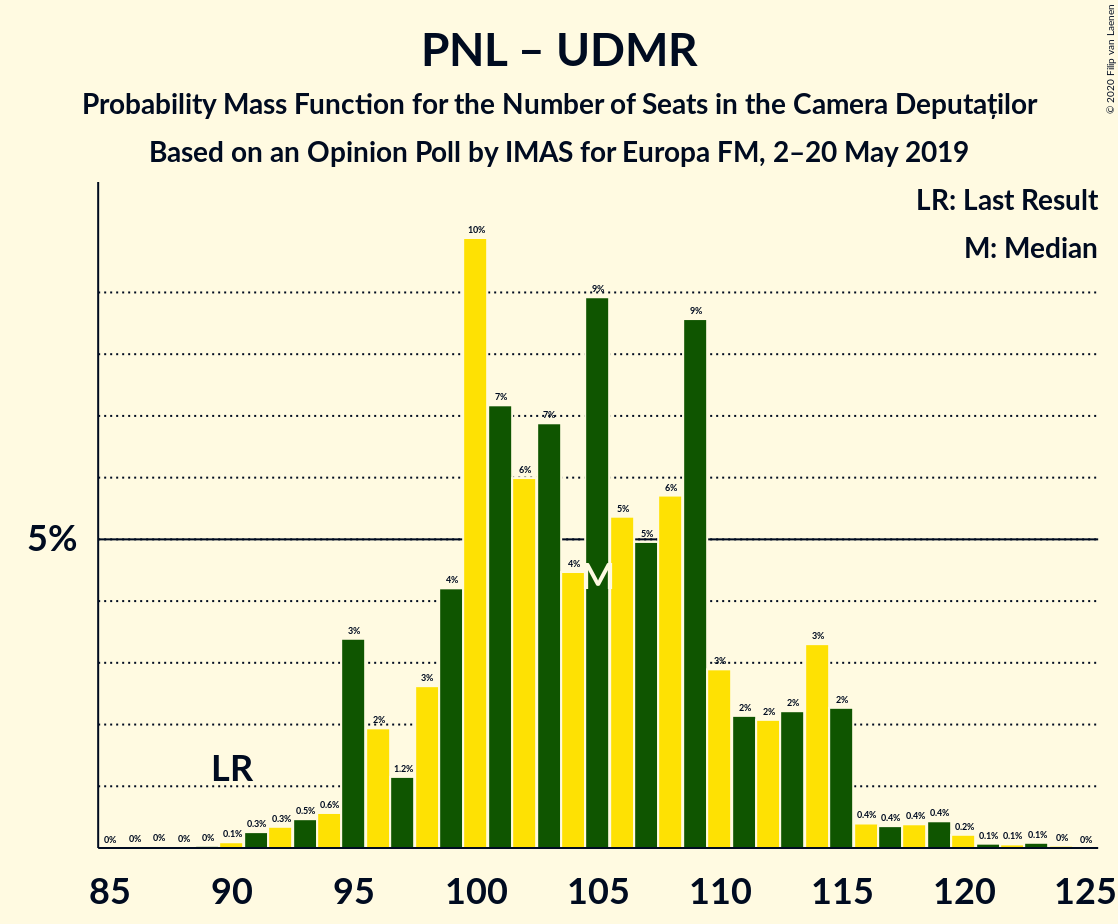 PNL – UDMR
Probability Mass Function for the Number of Seats in the Camera Deputaților
Based on an Opinion Poll by IMAS for Europa FM, 2–20 May 2019
© 2020 Filip van Laenen
LR: Last Result
M: Median
5%
LR
M
0% 0% 0% 0% 0% 0.1% 0.3% 0.3% 0.5% 0.6% 3% 2% 1.2% 3% 4% 10% 7% 6% 7% 4% 9% 5% 5% 6% 9% 3% 2% 2% 2% 3% 2% 0.4% 0.4% 0.4% 0.4% 0.2% 0.1% 0.1% 0.1% 0% 0%
85 90 95 100 105 110 115 120 125